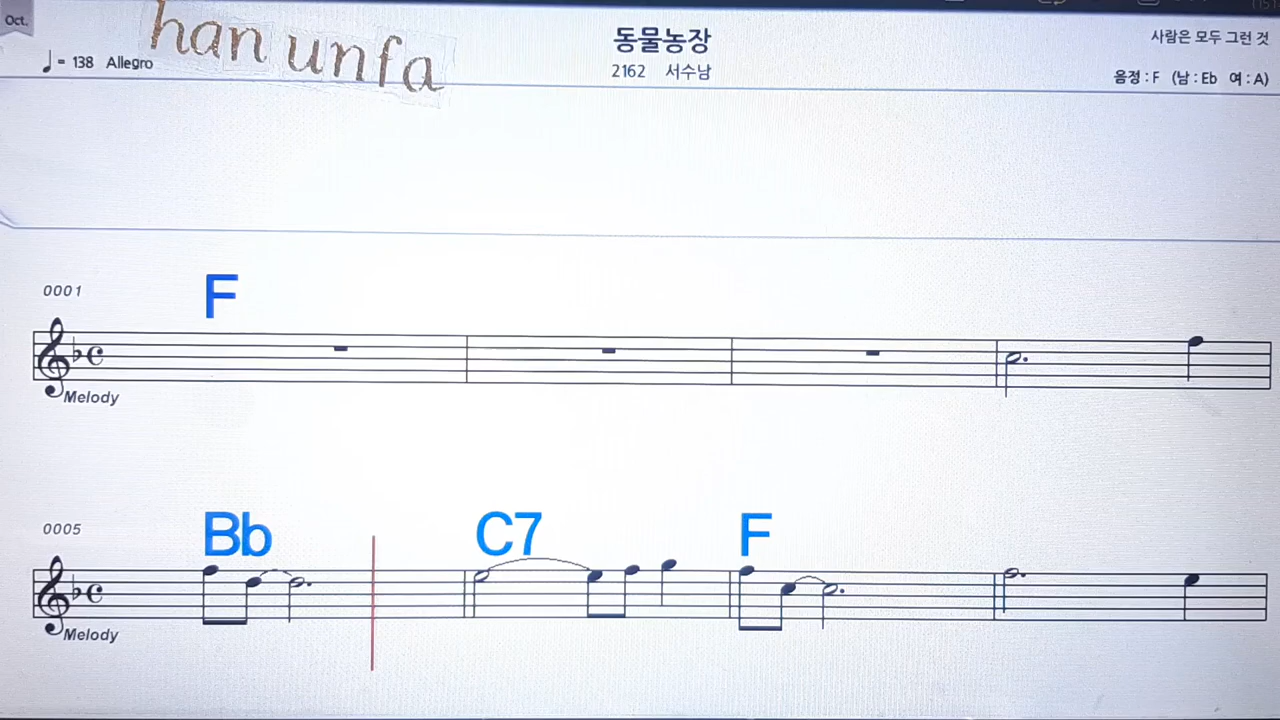 Oct.
han unfa
동물농장
사람은 모두 그런 것
= 138 Allegro
2162 서수남
음정 : F (남 : Eb 여 : A)
0001
F
Melody
0005
Bb C7 F
Melody